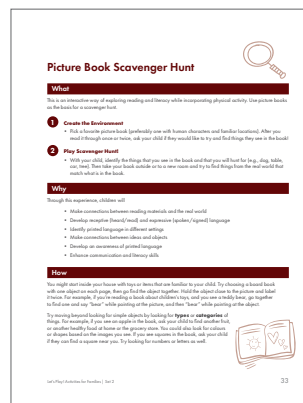 Picture Book Scavenger Hunt
What
This is an interactive way of exploring reading and literacy while incorporating physical activity. Use picture books
as the basis for a scavenger hunt.
1 Create the Environment
• Pick a favorite picture book (preferably one with human characters and familiar locations). After you
read it through once or twice, ask your child if they would like to try and find things they see in the book!
2 Play Scavenger Hunt!
• With your child, identify the things that you see in the book and that you will hunt for (e.g., dog, table,
car, tree). Then take your book outside or to a new room and try to find things from the real world that
match what is in the book.
Why
Through this experience, children will
• Make connections between reading materials and the real world
• Develop receptive (heard/read) and expressive (spoken/signed) language
• Identify printed language in different settings
• Make connections between ideas and objects
• Develop an awareness of printed language
• Enhance communication and literacy skills
How
You might start inside your house with toys or items that are familiar to your child. Try choosing a board book
with one object on each page, then go find the object together. Hold the object close to the picture and label
it twice. For example, if you're reading a book about children's toys, and you see a teddy bear, go together
to find one and say "bear" while pointing at the picture, and then "bear" while pointing at the object.
Try moving beyond looking for simple objects by looking for types or categories of
things. For example, if you see an apple in the book, ask your child to find another fruit,
or another healthy food at home or the grocery store. You could also look for colours
or shapes based on the images you see. If you see squares in the book, ask your child
if they can find a square near you. Try looking for numbers or letters as well.
Let's Play! Activities for Families | Set 2
33